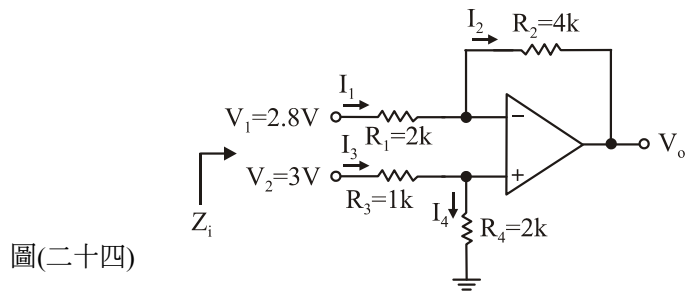 I₂
R₂=4k
I₁
V₁=2.8V
R₁=2k
−
Vₒ
I₃
V₂=3V
R₃=1k
+
I₄
R₄=2k
Zᵢ
圖(二十四)